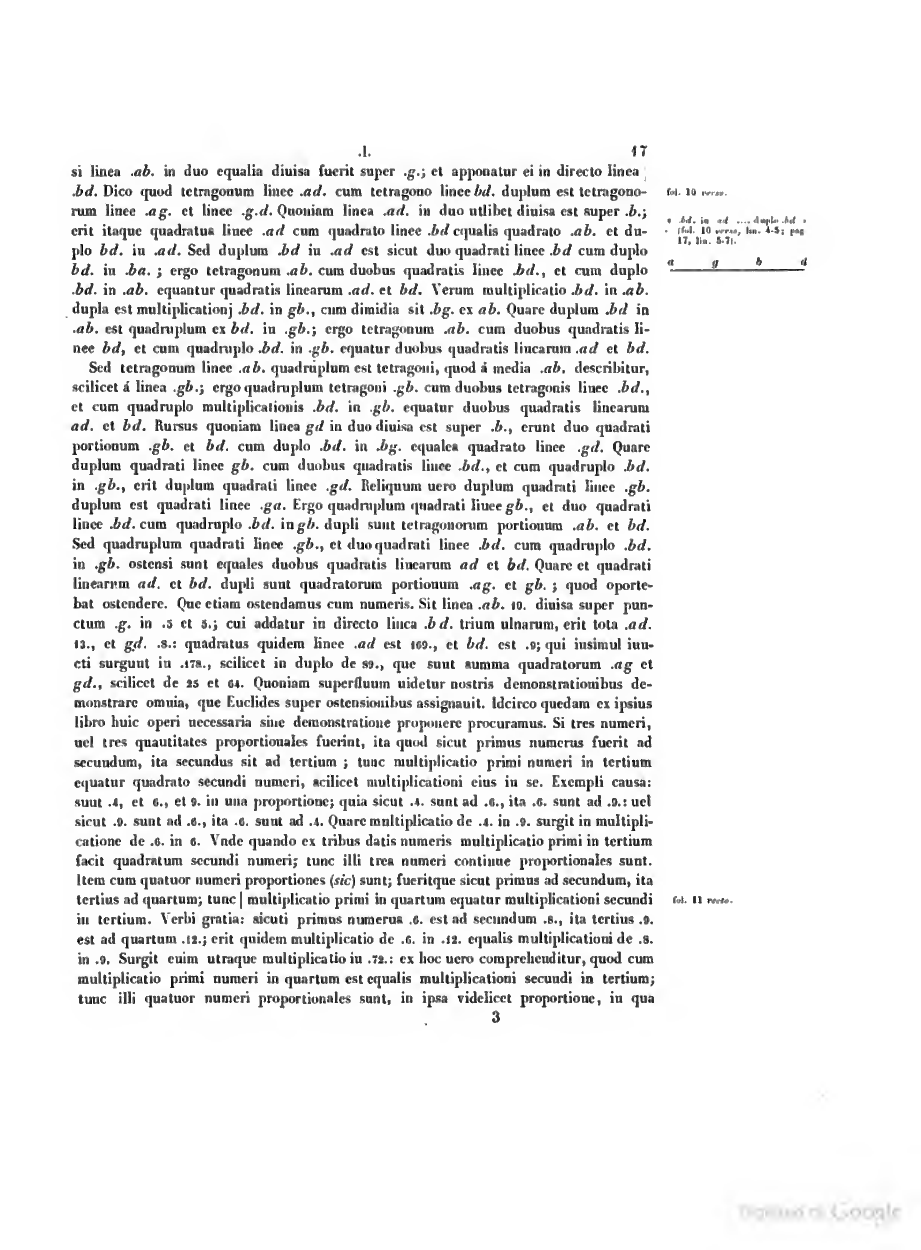 .I. 17
si linea .ab. in duo equalia diuisa fuerit super .g.; et apponatur ei in directo linea
.bd. Dico quod tetragonum linee .ad. cum tetragono linee bd. duplum est tetragono-
rum linee .ag. et linee .g.d. Quoniam linea .ad. in duo utlibet diuisa est super .b.;
erit itaque quadratus linee .ad cum quadrato linee .bd equalis quadrato .ab. et du-
plo bd. in .ad. Sed duplum .bd in .ad est sicut duo quadrati linee .bd cum duplo
bd. in .ba. ; ergo tetragonum .ab. cum duobus quadratis linee .bd., et cum duplo
.bd. in .ab. equantur quadratis linearum .ad. et bd. Verum multiplicatio .bd. in .ab.
dupla est multiplicationj .bd. in gb., cum dimidia sit .bg. ex ab. Quare duplum .bd in
.ab. est quadruplum ex bd. in .gb.; ergo tetragonum .ab. cum duobus quadratis li-
nee bd, et cum quadruplo .bd. in .gb. equatur duobus quadratis linearum .ad et bd.
Sed tetragonum linee .ab. quadruplum est tetragoni, quod á media .ab. describitur,
scilicet á linea .gb.; ergo quadruplum tetragoni .gb. cum duobus tetragonis linee .bd.,
et cum quadruplo multiplicationis .bd. in .gb. equatur duobus quadratis linearum
ad. et bd. Rursus quoniam linea gd in duo diuisa est super .b., erunt duo quadrati
portionum .gb. et bd. cum duplo .bd. in .bg. equales quadrato linee .gd. Quare
duplum quadrati linee gb. cum duobus quadratis linee .bd., et cum quadruplo .bd.
in .gb., erit duplum quadrati linee .gd. Reliquum uero duplum quadrati linee .gb.
duplum est quadrati linee .ga. Ergo quadruplum quadrati linee gb., et duo quadrati
linee .bd. cum quadruplo .bd. in gb. dupli sunt tetragonorum portionum .ab. et bd.
Sed quadruplum quadrati linee .gb., et duo quadrati linee .bd. cum quadruplo .bd.
in .gb. ostensi sunt equales duobus quadratis linearum ad et bd. Quare et quadrati
linearum ad. et bd. dupli sunt quadratorum portionum .ag. et gb. ; quod oporte-
bat ostendere. Que etiam ostendamus cum numeris. Sit linea .ab. 10. diuisa super pun-
ctum .g. in .5 et 5.; cui addatur in directo linea .b d. trium ulnarum, erit tota .ad.
13., et gd. .8.: quadratus quidem linee .ad est 169., et bd. est .9; qui insimul iun-
cti surgunt in .178., scilicet in duplo de 89., que sunt summa quadratorum .ag et
gd., scilicet de 25 et 64. Quoniam superfluum uidetur nostris demonstrationibus de-
monstrare omnia, que Euclides super ostensionibus assignauit. Idcirco quedam ex ipsius
libro huic operi necessaria sine demonstratione proponere procuramus. Si tres numeri,
uel tres quantitates proportionales fuerint, ita quod sicut primus numerus fuerit ad
secundum, ita secundus sit ad tertium ; tunc multiplicatio primi numeri in tertium
equatur quadrato secundi numeri, scilicet multiplicationi eius in se. Exempli causa:
sunt .4, et 6., et 9. in una proportione; quia sicut .4. sunt ad .6., ita .6. sunt ad .9.: uel
sicut .9. sunt ad .6., ita .6. sunt ad .4. Quare multiplicatio de .4. in .9. surgit in multipli-
catione de .6. in 6. Vnde quando ex tribus datis numeris multiplicatio primi in tertium
facit quadratum secundi numeri; tunc illi tres numeri continue proportionales sunt.
Item cum quatuor numeri proportiones (sic) sunt; fueritque sicut primus ad secundum, ita
tertius ad quartum; tunc | multiplicatio primi in quartum equatur multiplicationi secundi
in tertium. Verbi gratia: sicuti primus numerus .6. est ad secundum .8., ita tertius .9.
est ad quartum .12.; erit quidem multiplicatio de .6. in .12. equalis multiplicationi de .8.
in .9. Surgit enim utraque multiplicatio in .72.: ex hoc uero comprehenditur, quod cum
multiplicatio primi numeri in quartum est equalis multiplicationi secundi in tertium;
tunc illi quatuor numeri proportionales sunt, in ipsa videlicet proportione, in qua
3
fol. 10 verso.
« .bd. in ad .... duplo .bd »
« (fol. 10 verso, lin. 4-5; pag
17, lin. 5-7).
a g b d
fol. 11 recto.
Digitized by Google